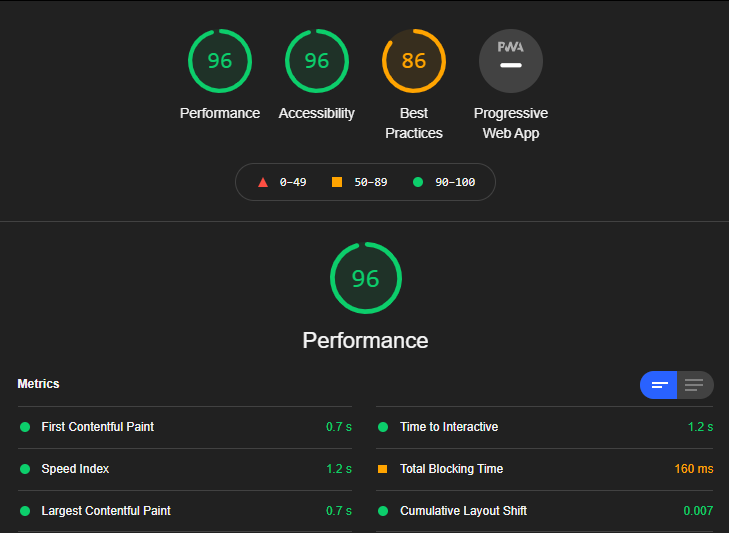 96 96 86 PWA
Performance Accessibility Best Practices Progressive Web App
0–49 50–89 90–100
96
Performance
Metrics
First Contentful Paint 0.7 s
Time to Interactive 1.2 s
Speed Index 1.2 s
Total Blocking Time 160 ms
Largest Contentful Paint 0.7 s
Cumulative Layout Shift 0.007